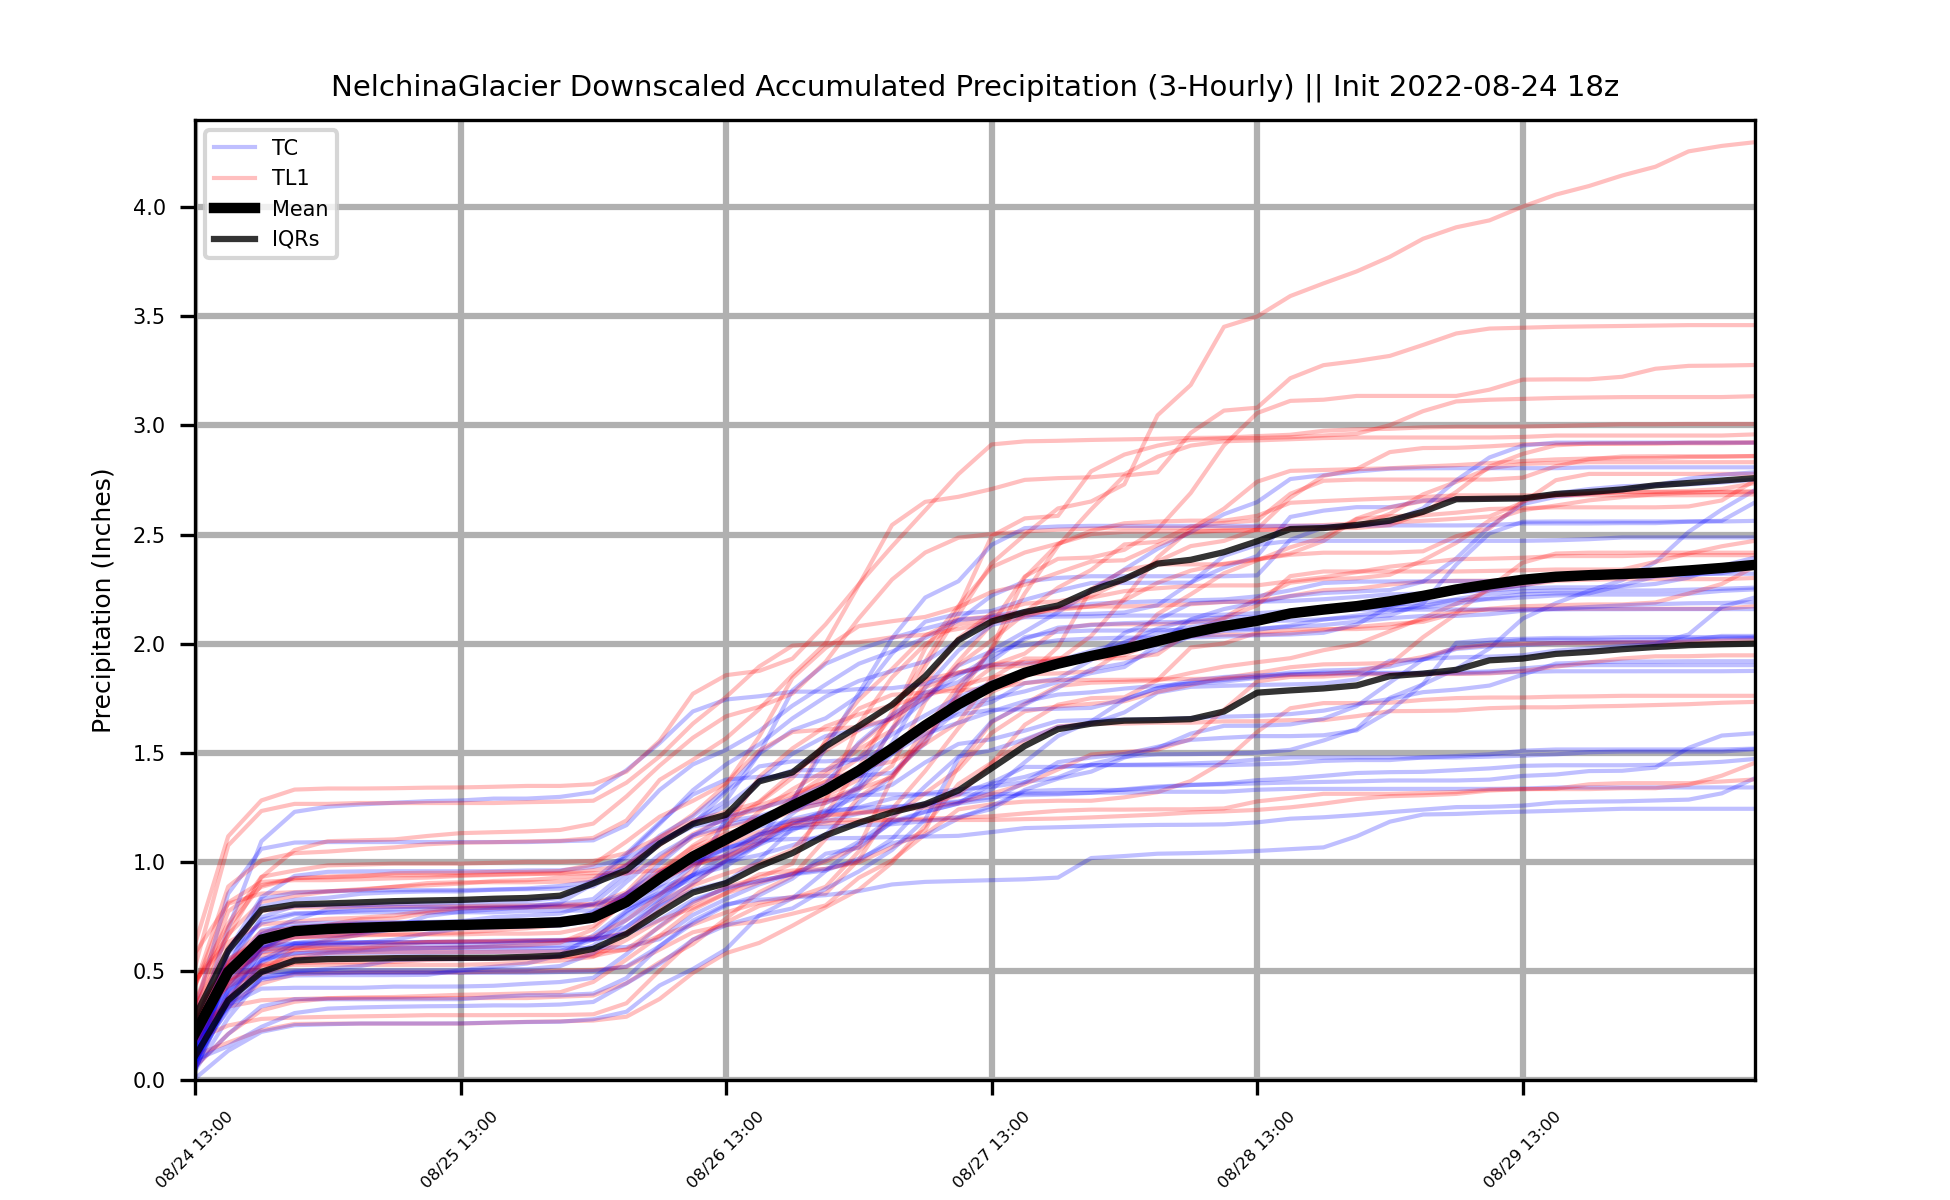 NelchinaGlacier Downscaled Accumulated Precipitation (3-Hourly) || Init 2022-08-24 18z
TC
TL1
Mean
IQRs
Precipitation (Inches)
4.0
3.5
3.0
2.5
2.0
1.5
1.0
0.5
0.0
08/24 13:00
08/25 13:00
08/26 13:00
08/27 13:00
08/28 13:00
08/29 13:00